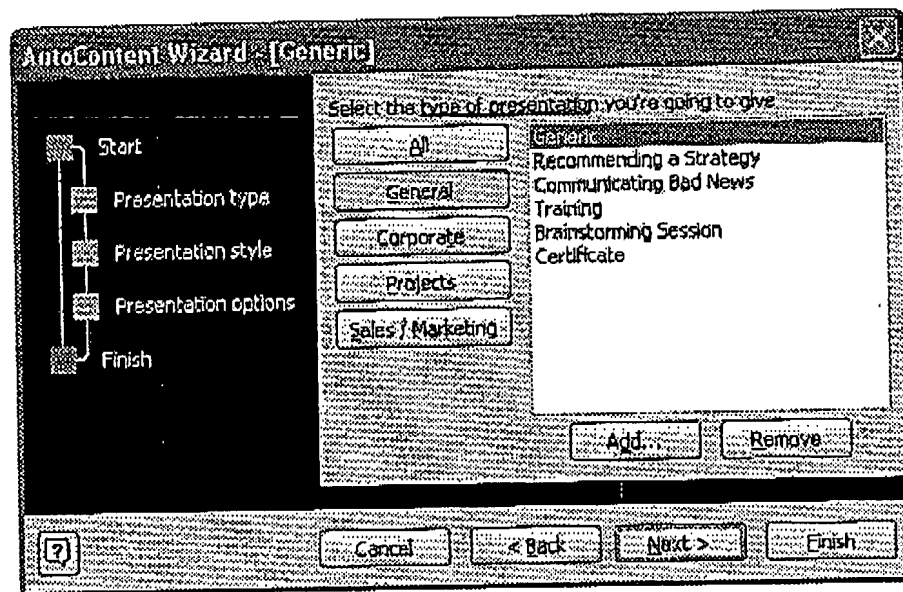 AutoContent Wizard - [Generic]
Select the type of presentation you're going to give
Start
Presentation type
Presentation style
Presentation options
Finish
All
General
Corporate
Projects
Sales / Marketing
Generic
Recommending a Strategy
Communicating Bad News
Training
Brainstorming Session
Certificate
Add...
Remove
?
Cancel
< Back
Next >
Finish